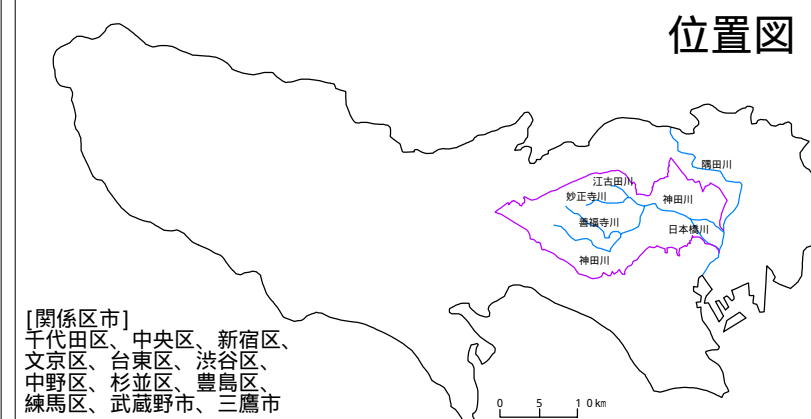 位置図
隅田川
江古田川
妙正寺川
神田川
善福寺川
日本橋川
神田川
[関係区市]
千代田区、中央区、新宿区、
文京区、台東区、渋谷区、
中野区、杉並区、豊島区、
練馬区、武蔵野市、三鷹市
0 5 10km